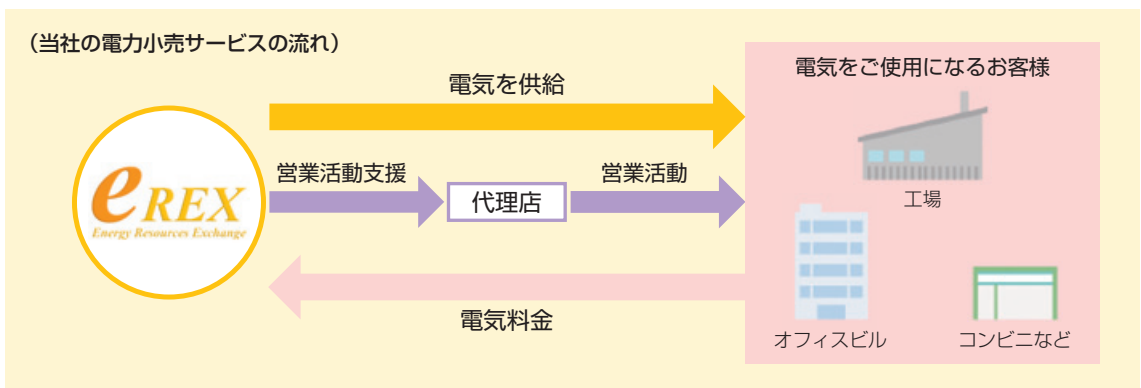 （当社の電力小売サービスの流れ）
電気をご使用になるお客様
電気を供給
工場
営業活動支援
代理店
営業活動
eREX
Energy Resources Exchange
電気料金
オフィスビル
コンビニなど